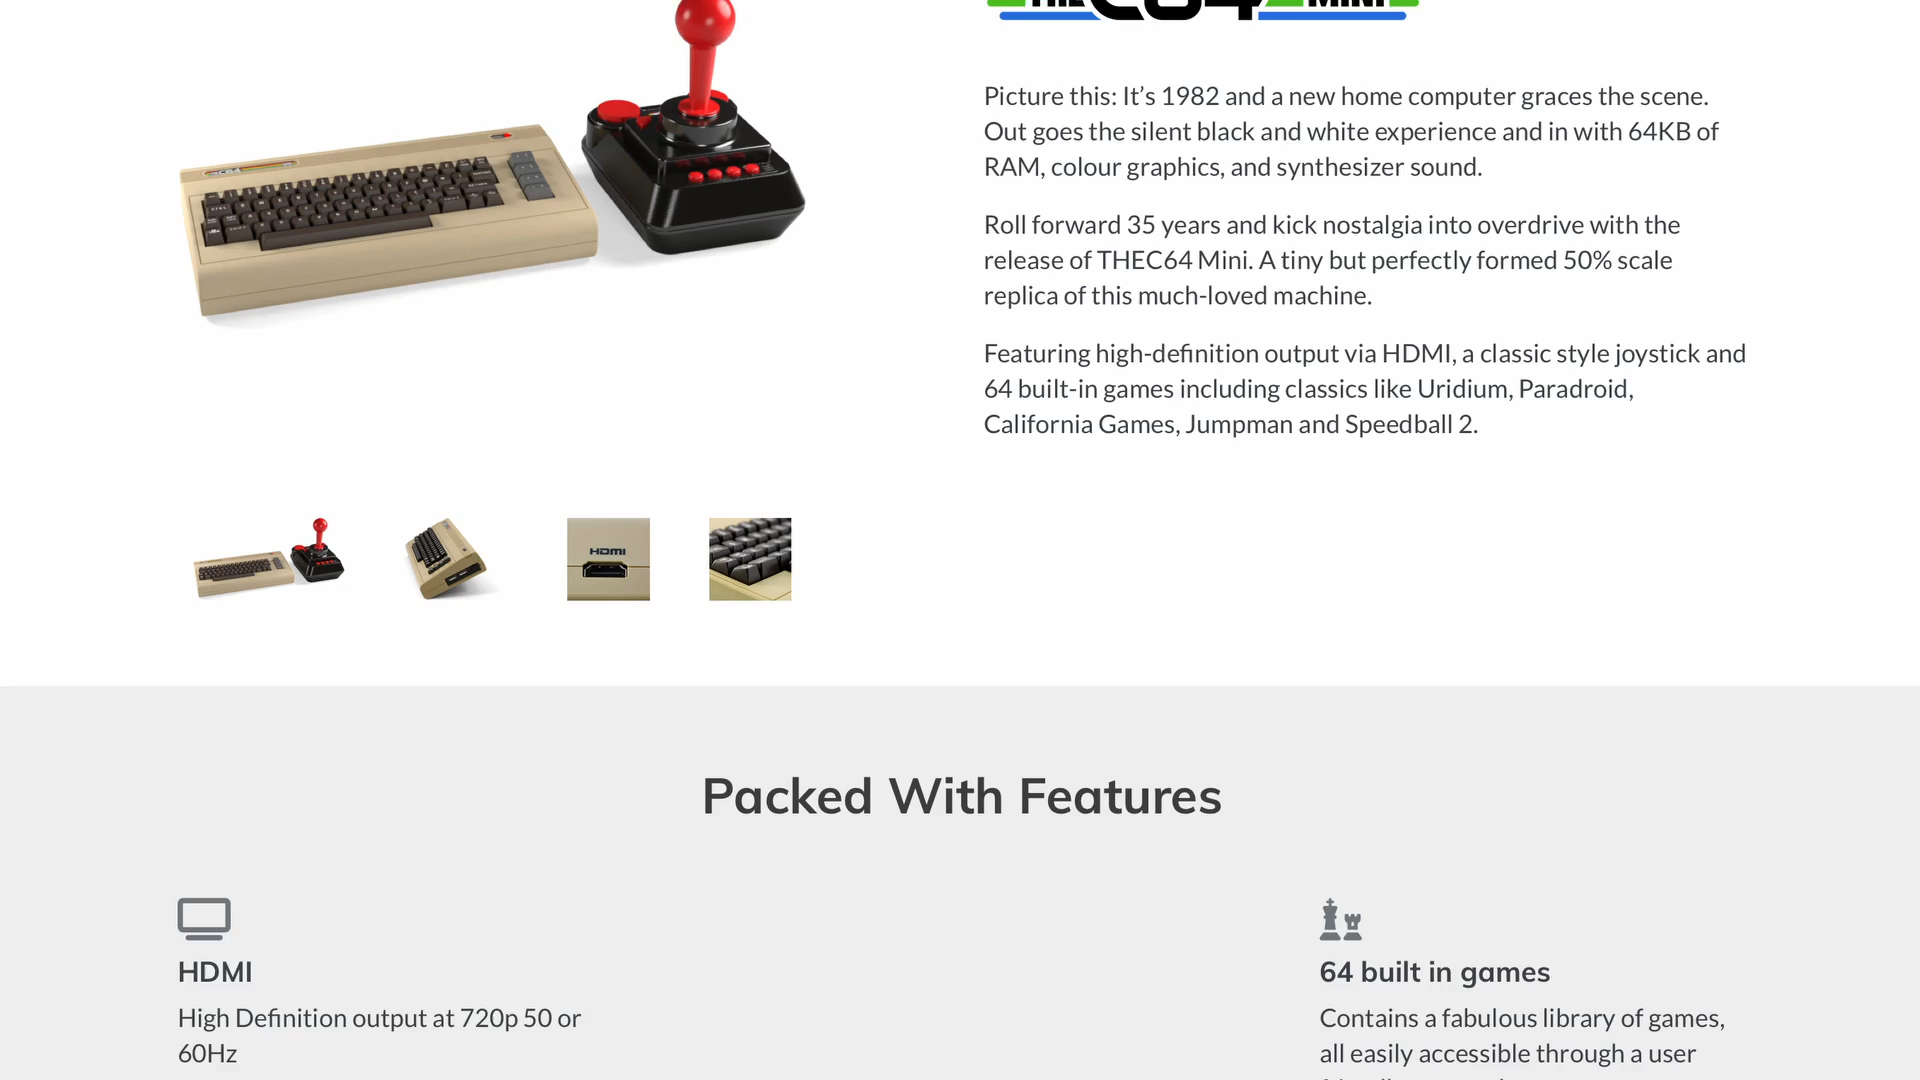 THE C64 MINI
Picture this: It’s 1982 and a new home computer graces the scene.
Out goes the silent black and white experience and in with 64KB of
RAM, colour graphics, and synthesizer sound.
Roll forward 35 years and kick nostalgia into overdrive with the
release of THEC64 Mini. A tiny but perfectly formed 50% scale
replica of this much-loved machine.
Featuring high-definition output via HDMI, a classic style joystick and
64 built-in games including classics like Uridium, Paradroid,
California Games, Jumpman and Speedball 2.
HDMI
Packed With Features
HDMI
High Definition output at 720p 50 or
60Hz
64 built in games
Contains a fabulous library of games,
all easily accessible through a user